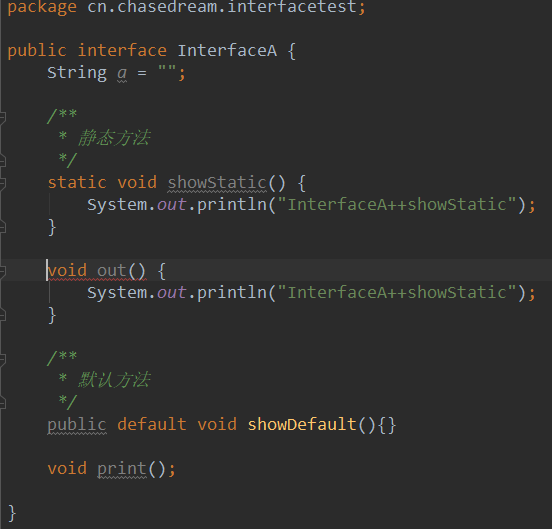 package cn.chasedream.interfacetest;
public interface InterfaceA {
String a = "";
/**
* 静态方法
*/
static void showStatic() {
System.out.println("InterfaceA++showStatic");
}
void out() {
System.out.println("InterfaceA++showStatic");
}
/**
* 默认方法
*/
public default void showDefault(){}
void print();
}